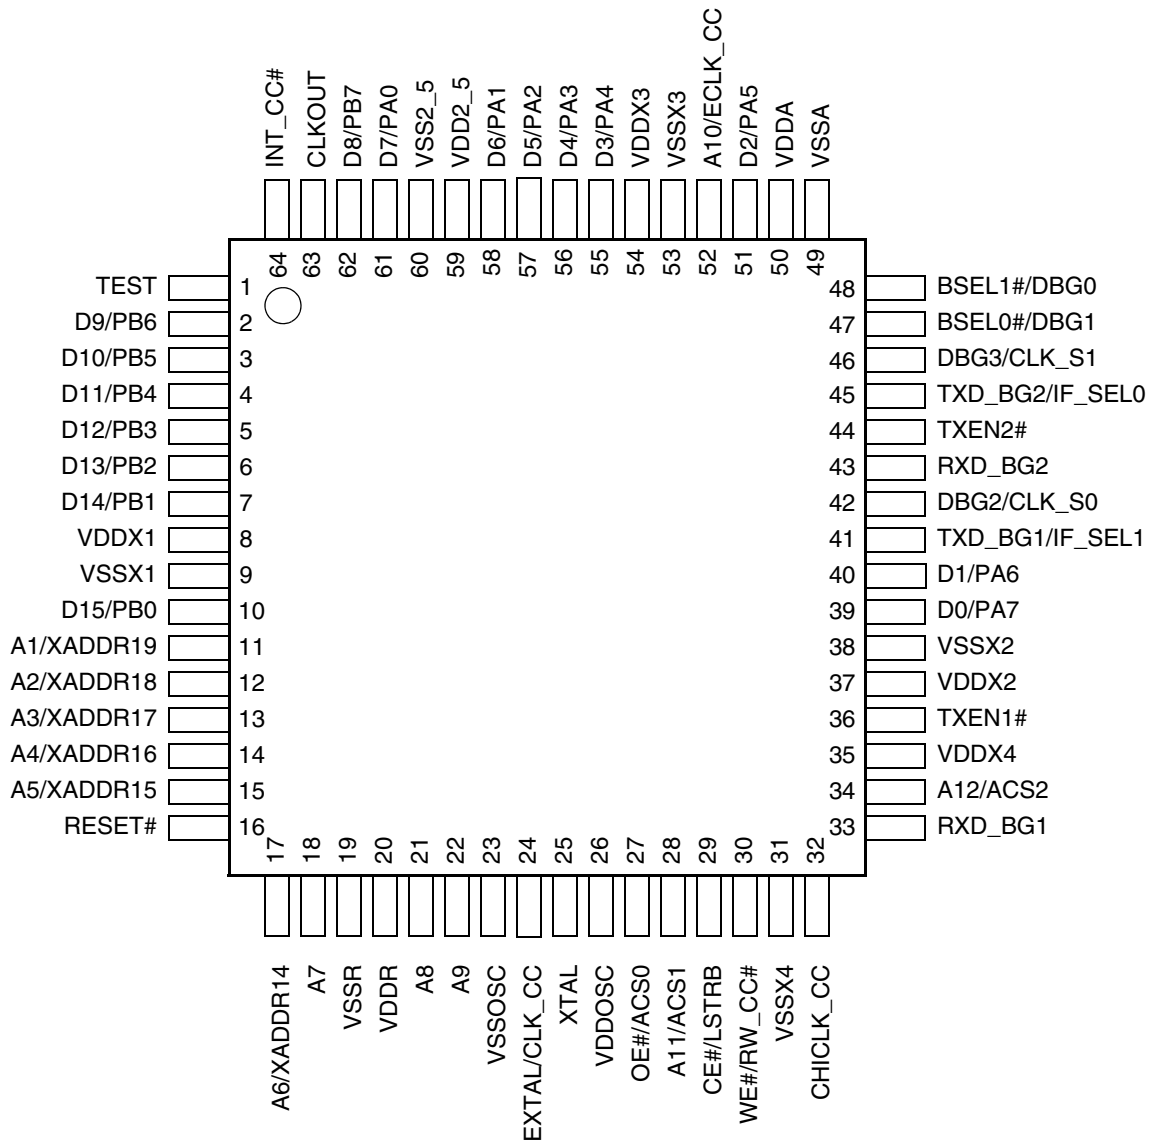 INT_CC#
CLKOUT
D8/PB7
D7/PA0
VSS2_5
VDD2_5
D6/PA1
D5/PA2
D4/PA3
D3/PA4
VDDX3
VSSX3
A10/ECLK_CC
D2/PA5
VDDA
VSSA
64
63
62
61
60
59
58
57
56
55
54
53
52
51
50
49
TEST 1
D9/PB6 2
D10/PB5 3
D11/PB4 4
D12/PB3 5
D13/PB2 6
D14/PB1 7
VDDX1 8
VSSX1 9
D15/PB0 10
A1/XADDR19 11
A2/XADDR18 12
A3/XADDR17 13
A4/XADDR16 14
A5/XADDR15 15
RESET# 16
48 BSEL1#/DBG0
47 BSEL0#/DBG1
46 DBG3/CLK_S1
45 TXD_BG2/IF_SEL0
44 TXEN2#
43 RXD_BG2
42 DBG2/CLK_S0
41 TXD_BG1/IF_SEL1
40 D1/PA6
39 D0/PA7
38 VSSX2
37 VDDX2
36 TXEN1#
35 VDDX4
34 A12/ACS2
33 RXD_BG1
17
18
19
20
21
22
23
24
25
26
27
28
29
30
31
32
A6/XADDR14
A7
VSSR
VDDR
A8
A9
VSSOSC
EXTAL/CLK_CC
XTAL
VDDOSC
OE#/ACS0
A11/ACS1
CE#/LSTRB
WE#/RW_CC#
VSSX4
CHICLK_CC